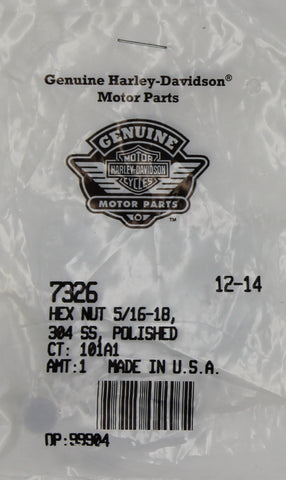 Genuine Harley-Davidson®
Motor Parts
GENUINE
MOTOR
HARLEY-DAVIDSON
CYCLES
MOTOR PARTS
™
7326 12-14
HEX NUT 5/16-18,
304 SS, POLISHED
CT: 101A1
AMT:1 MADE IN U.S.A.
DP:99904